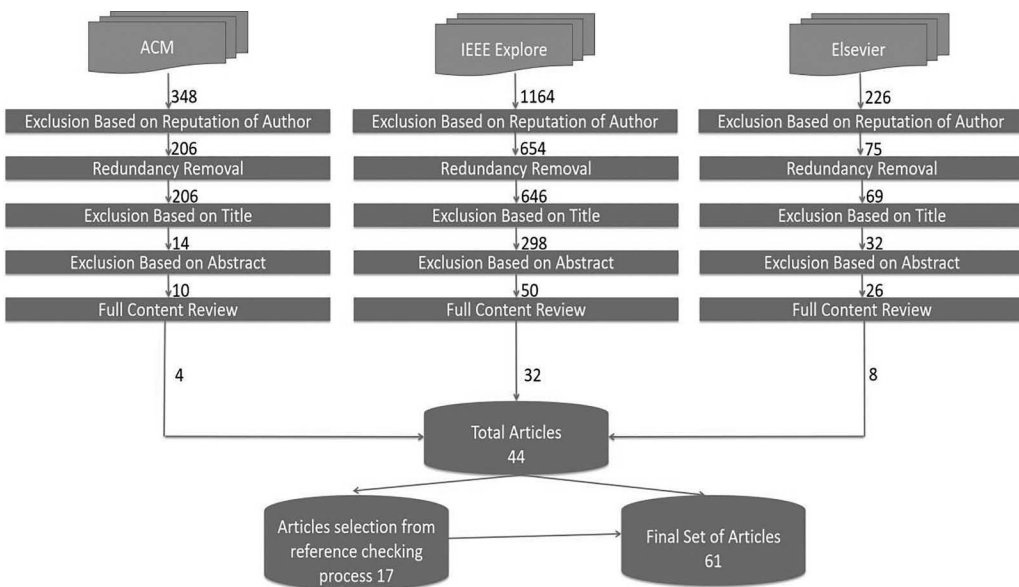 ACM
IEEE Explore
Elsevier
348
1164
226
Exclusion Based on Reputation of Author
Exclusion Based on Reputation of Author
Exclusion Based on Reputation of Author
206
654
75
Redundancy Removal
Redundancy Removal
Redundancy Removal
206
646
69
Exclusion Based on Title
Exclusion Based on Title
Exclusion Based on Title
14
298
32
Exclusion Based on Abstract
Exclusion Based on Abstract
Exclusion Based on Abstract
10
50
26
Full Content Review
Full Content Review
Full Content Review
4
32
8
Total Articles
44
Articles selection from
reference checking
process 17
Final Set of Articles
61